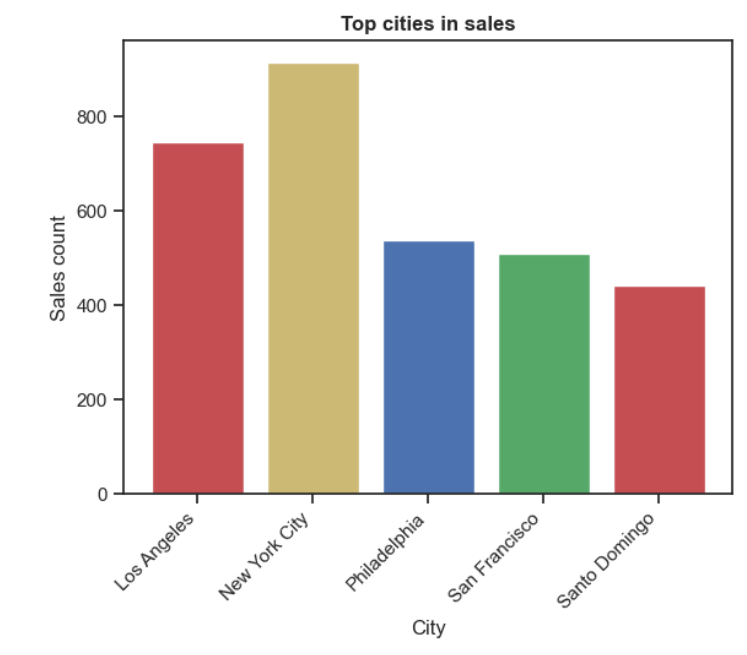 Top cities in sales
800
600
400
200
0
Sales count
Los Angeles
New York City
Philadelphia
San Francisco
Santo Domingo
City